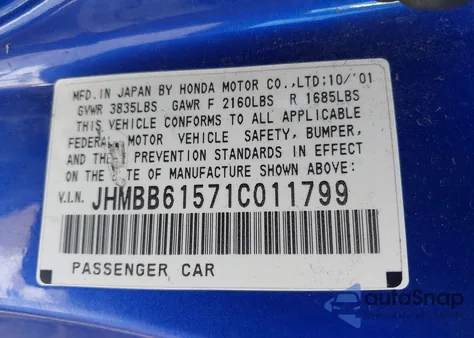 MFD. IN JAPAN BY HONDA MOTOR CO.,LTD;10/'01
GVWR 3835LBS GAWR F 2160LBS R 1685LBS
THIS VEHICLE CONFORMS TO ALL APPLICABLE
FEDERAL MOTOR VEHICLE SAFETY, BUMPER,
AND PREVENTION STANDARDS IN EFFECT
ON THE DATE OF MANUFACTURE SHOWN ABOVE:
V.I.N. JHMBB61571C011799
PASSENGER CAR
autoSnap